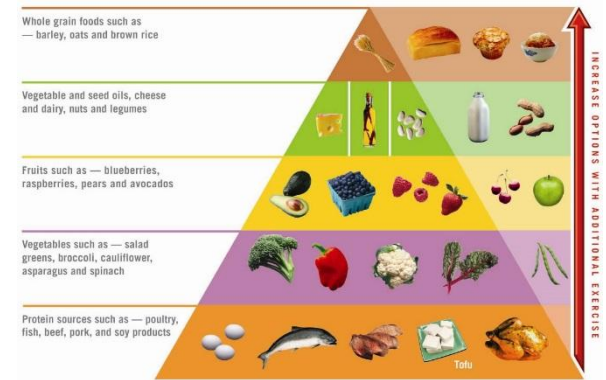 Whole grain foods such as
— barley, oats and brown rice
Vegetable and seed oils, cheese
and dairy, nuts and legumes
Fruits such as — blueberries,
raspberries, pears and avocados
Vegetables such as — salad
greens, broccoli, cauliflower,
asparagus and spinach
Protein sources such as — poultry,
fish, beef, pork, and soy products
Tofu
INCREASE OPTIONS WITH ADDITIONAL EXERCISE